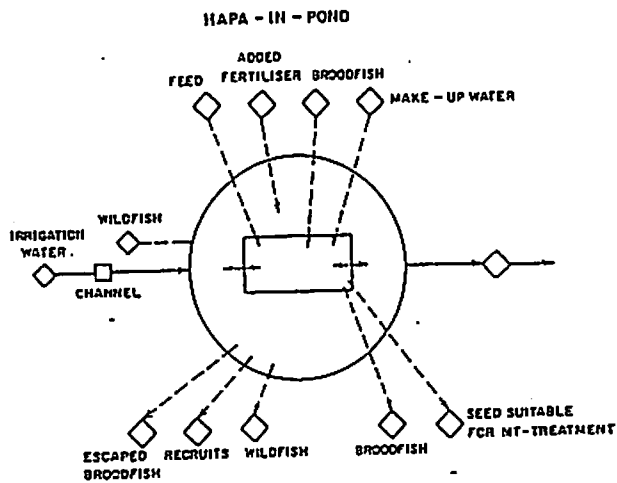 HAPA - IN - POND
ADDED
FEED FERTILISER BROODFISH
MAKE - UP WATER
WILDFISH
IRRIGATION
WATER.
CHANNEL
ESCAPED
BROODFISH
RECRUITS
WILDFISH
BROODFISH
SEED SUITABLE
FOR MT-TREATMENT